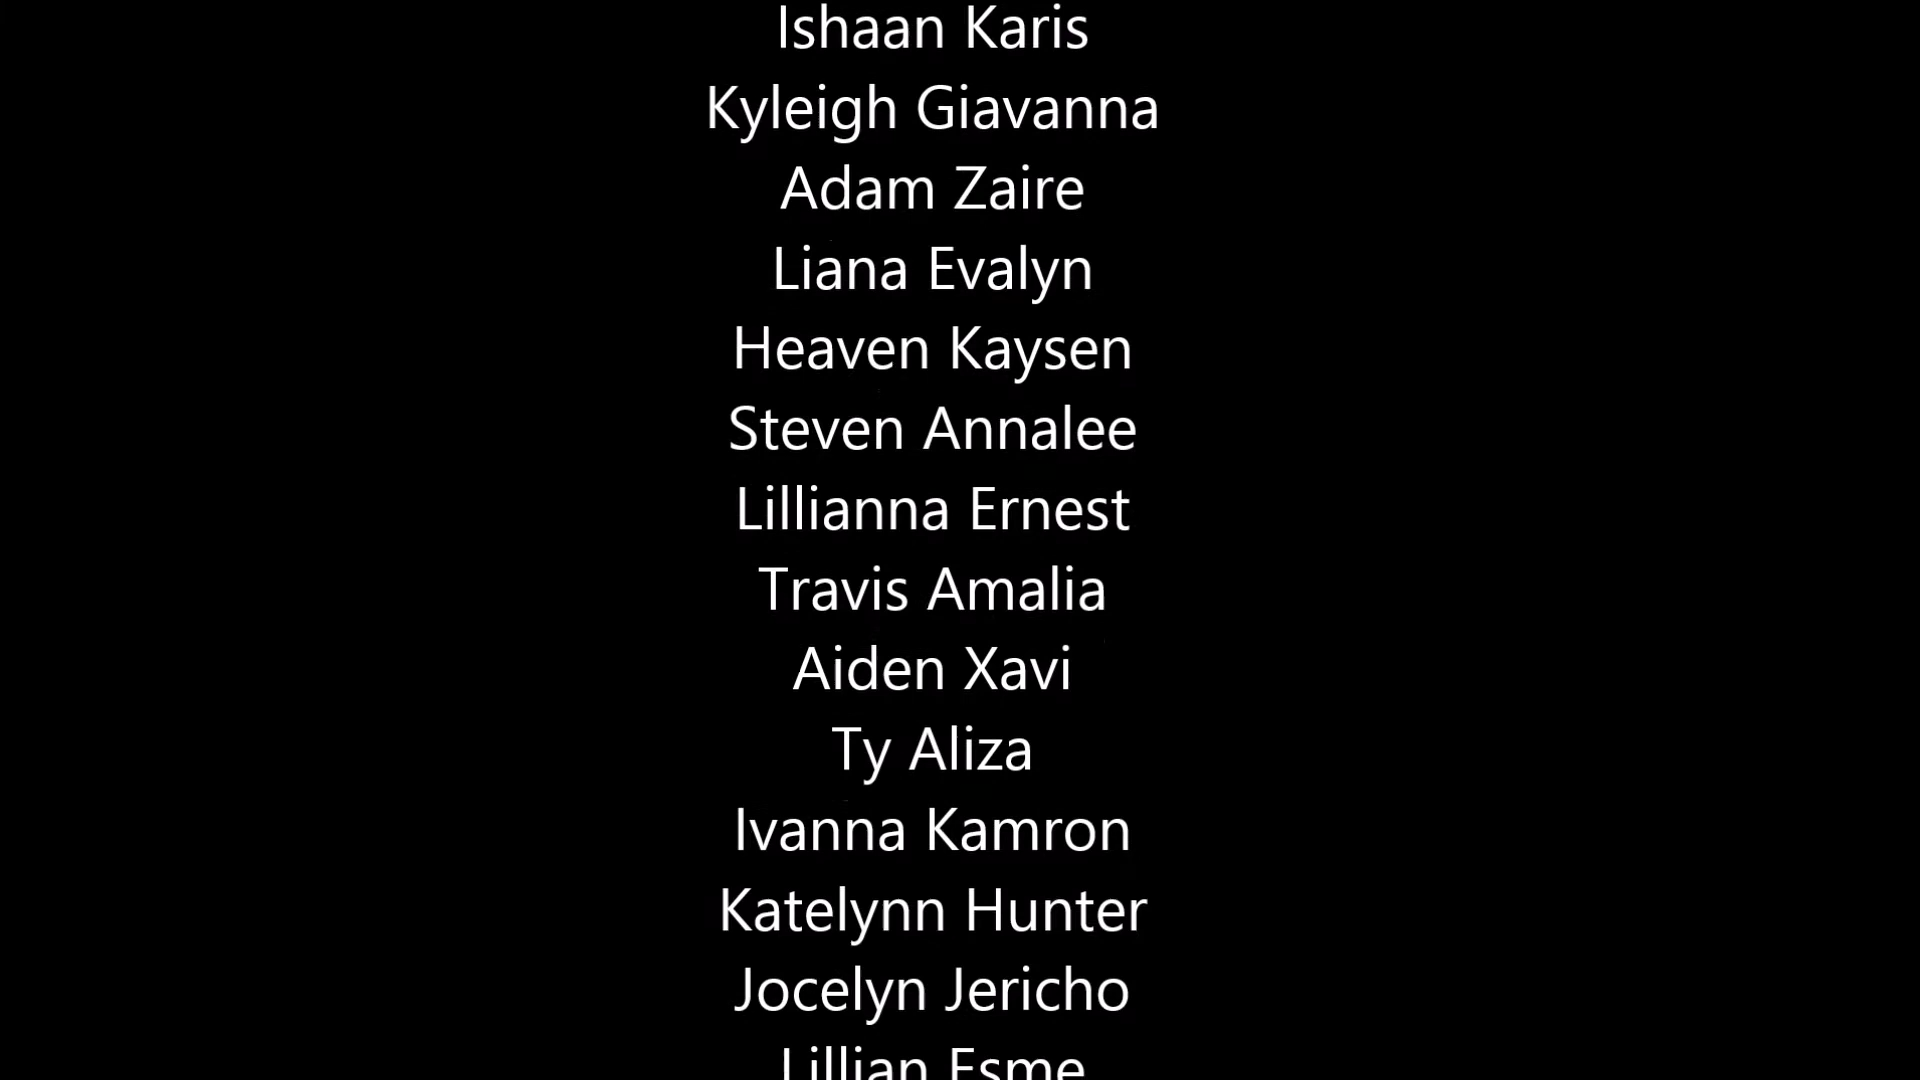 Ishaan Karis
Kyleigh Giavanna
Adam Zaire
Liana Evalyn
Heaven Kaysen
Steven Annalee
Lillianna Ernest
Travis Amalia
Aiden Xavi
Ty Aliza
Ivanna Kamron
Katelynn Hunter
Jocelyn Jericho
Lillian Esme